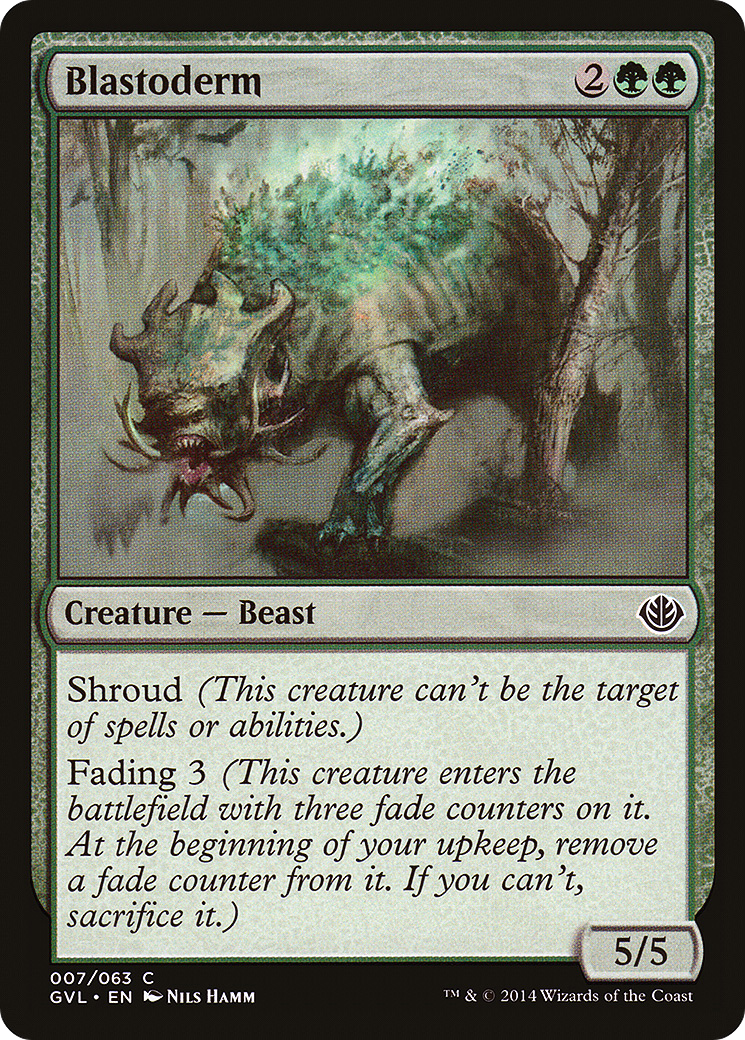 Blastoderm 2
Creature — Beast
Shroud (This creature can't be the target
of spells or abilities.)
Fading 3 (This creature enters the
battlefield with three fade counters on it.
At the beginning of your upkeep, remove
a fade counter from it. If you can't,
sacrifice it.)
5/5
007/063 C
GVL • EN Nils Hamm
™ & © 2014 Wizards of the Coast